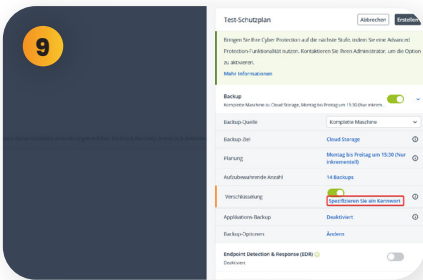 9
Test-Schutzplan
Abbrechen
Erstellen
Bringen Sie Ihre Cyber Protection auf die nächste Stufe, indem Sie eine Advanced
Protection-Funktionalität nutzen. Kontaktieren Sie Ihren Administrator, um die Option
zu aktivieren.
Mehr Informationen
Backup
Komplette Maschine zu Cloud Storage, Montag bis Freitag um 15:30 (Nur inkrem...
Backup-Quelle
Komplette Maschine
Backup-Ziel
Cloud Storage
Planung
Montag bis Freitag um 15:30 (Nur
inkrementell)
Aufzubewahrende Anzahl
14 Backups
Verschlüsselung
Spezifizieren Sie ein Kennwort
Applikations-Backup
Deaktiviert
Backup-Optionen
Ändern
Endpoint Detection & Response (EDR)
Deaktiviert